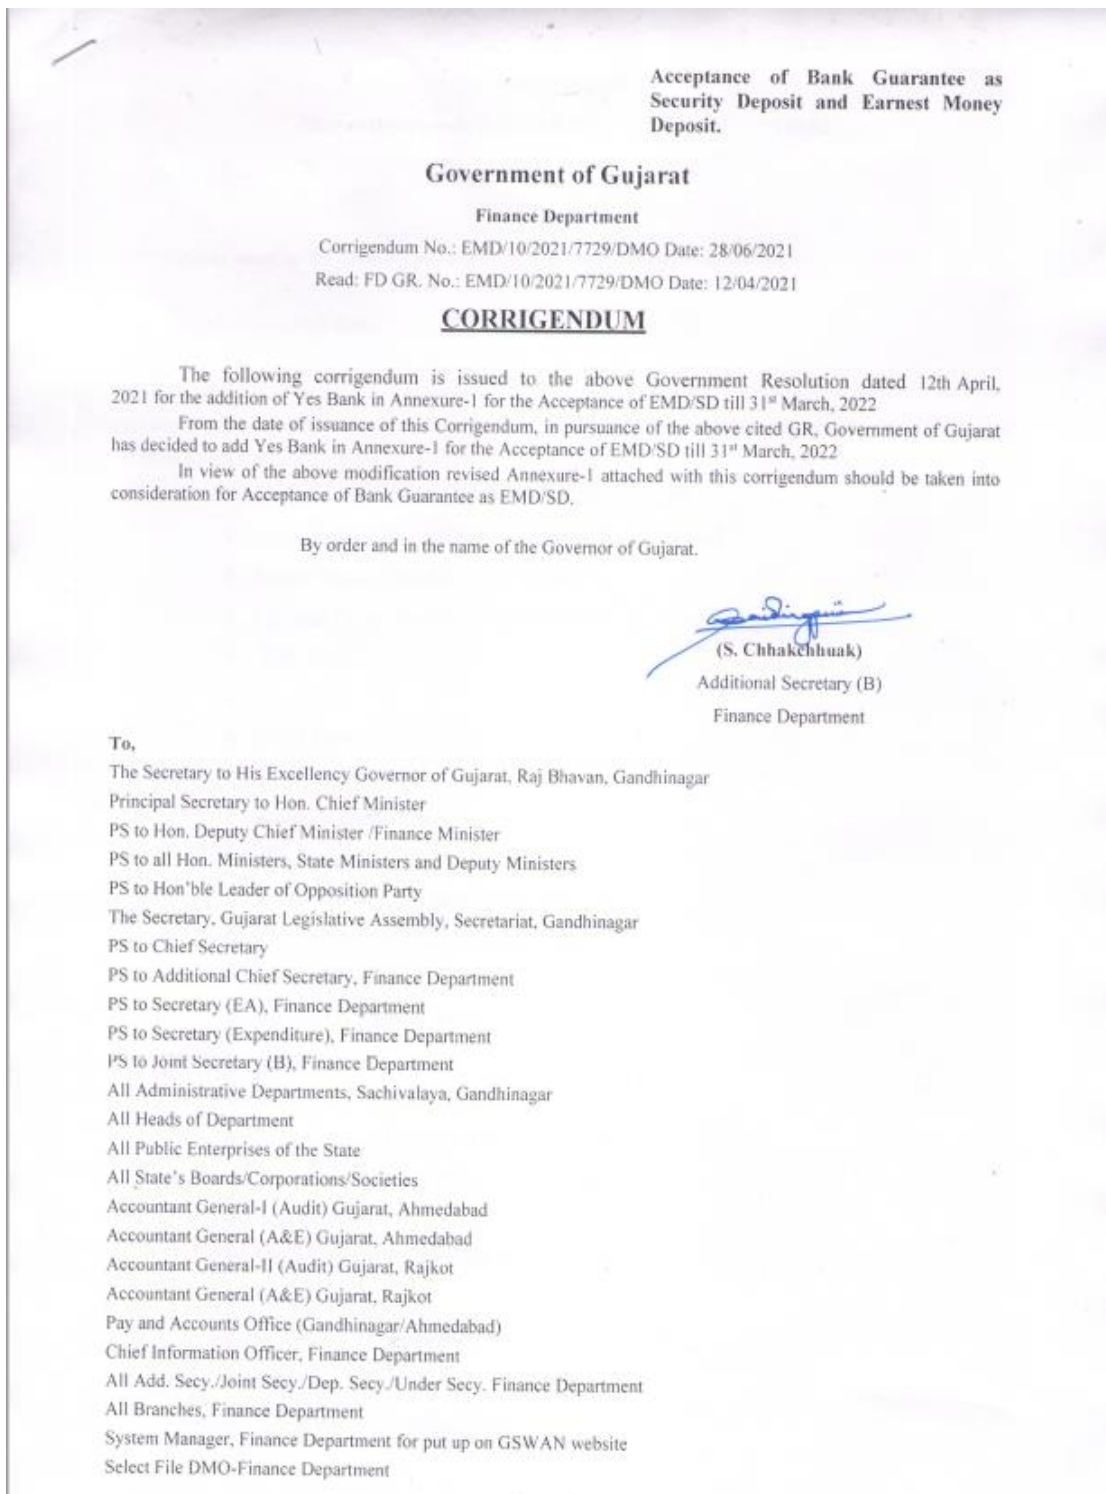 Acceptance of Bank Guarantee as
Security Deposit and Earnest Money
Deposit.
Government of Gujarat
Finance Department
Corrigendum No.: EMD/10/2021/7729/DMO Date: 28/06/2021
Read: FD GR. No.: EMD/10/2021/7729/DMO Date: 12/04/2021
CORRIGENDUM
The following corrigendum is issued to the above Government Resolution dated 12th April,
2021 for the addition of Yes Bank in Annexure-1 for the Acceptance of EMD/SD till 31st March, 2022
From the date of issuance of this Corrigendum, in pursuance of the above cited GR, Government of Gujarat
has decided to add Yes Bank in Annexure-1 for the Acceptance of EMD/SD till 31st March, 2022
In view of the above modification revised Annexure-1 attached with this corrigendum should be taken into
consideration for Acceptance of Bank Guarantee as EMD/SD.
By order and in the name of the Governor of Gujarat.
(S. Chhakchhuak)
Additional Secretary (B)
Finance Department
To,
The Secretary to His Excellency Governor of Gujarat, Raj Bhavan, Gandhinagar
Principal Secretary to Hon. Chief Minister
PS to Hon. Deputy Chief Minister /Finance Minister
PS to all Hon. Ministers, State Ministers and Deputy Ministers
PS to Hon'ble Leader of Opposition Party
The Secretary, Gujarat Legislative Assembly, Secretariat, Gandhinagar
PS to Chief Secretary
PS to Additional Chief Secretary, Finance Department
PS to Secretary (EA), Finance Department
PS to Secretary (Expenditure), Finance Department
PS to Joint Secretary (B), Finance Department
All Administrative Departments, Sachivalaya, Gandhinagar
All Heads of Department
All Public Enterprises of the State
All State's Boards/Corporations/Societies
Accountant General-I (Audit) Gujarat, Ahmedabad
Accountant General (A&E) Gujarat, Ahmedabad
Accountant General-II (Audit) Gujarat, Rajkot
Accountant General (A&E) Gujarat, Rajkot
Pay and Accounts Office (Gandhinagar/Ahmedabad)
Chief Information Officer, Finance Department
All Add. Secy./Joint Secy./Dep. Secy./Under Secy. Finance Department
All Branches, Finance Department
System Manager, Finance Department for put up on GSWAN website
Select File DMO-Finance Department